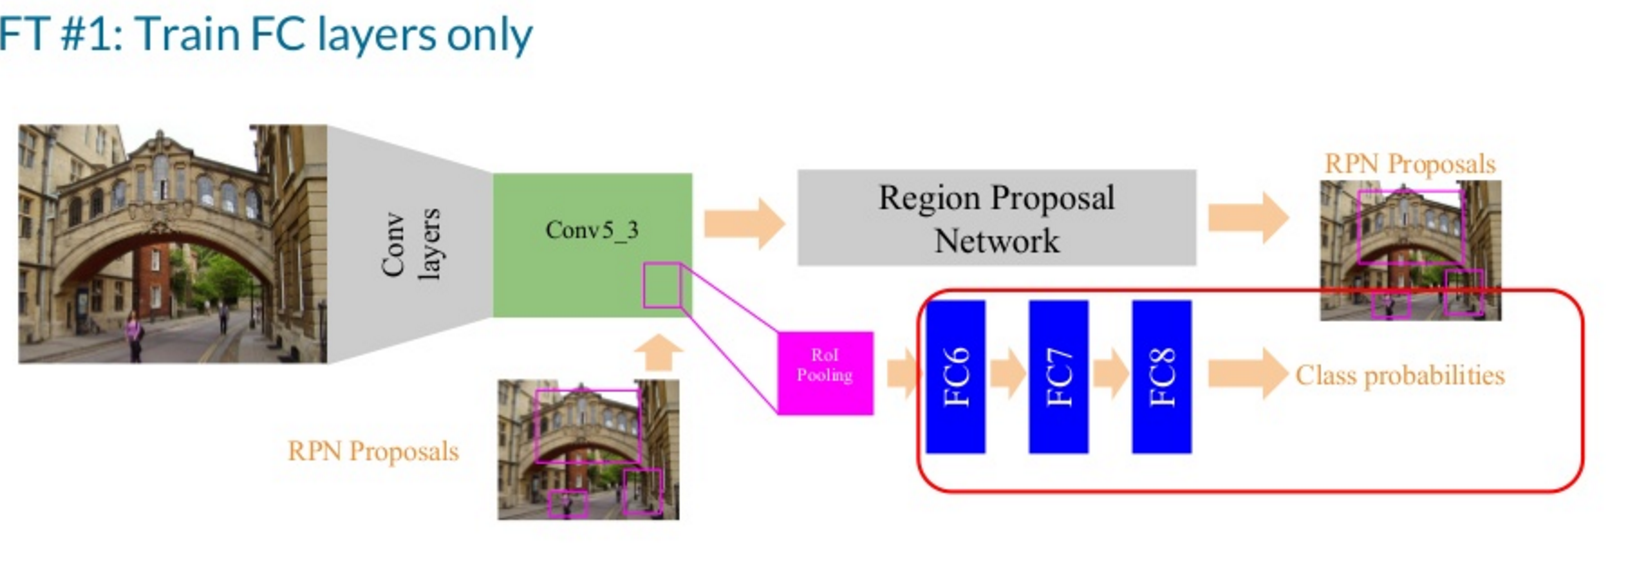 FT #1: Train FC layers only
Conv
layers
Conv5_3
Region Proposal
Network
RPN Proposals
RoI
Pooling
FC6
FC7
FC8
Class probabilities
RPN Proposals